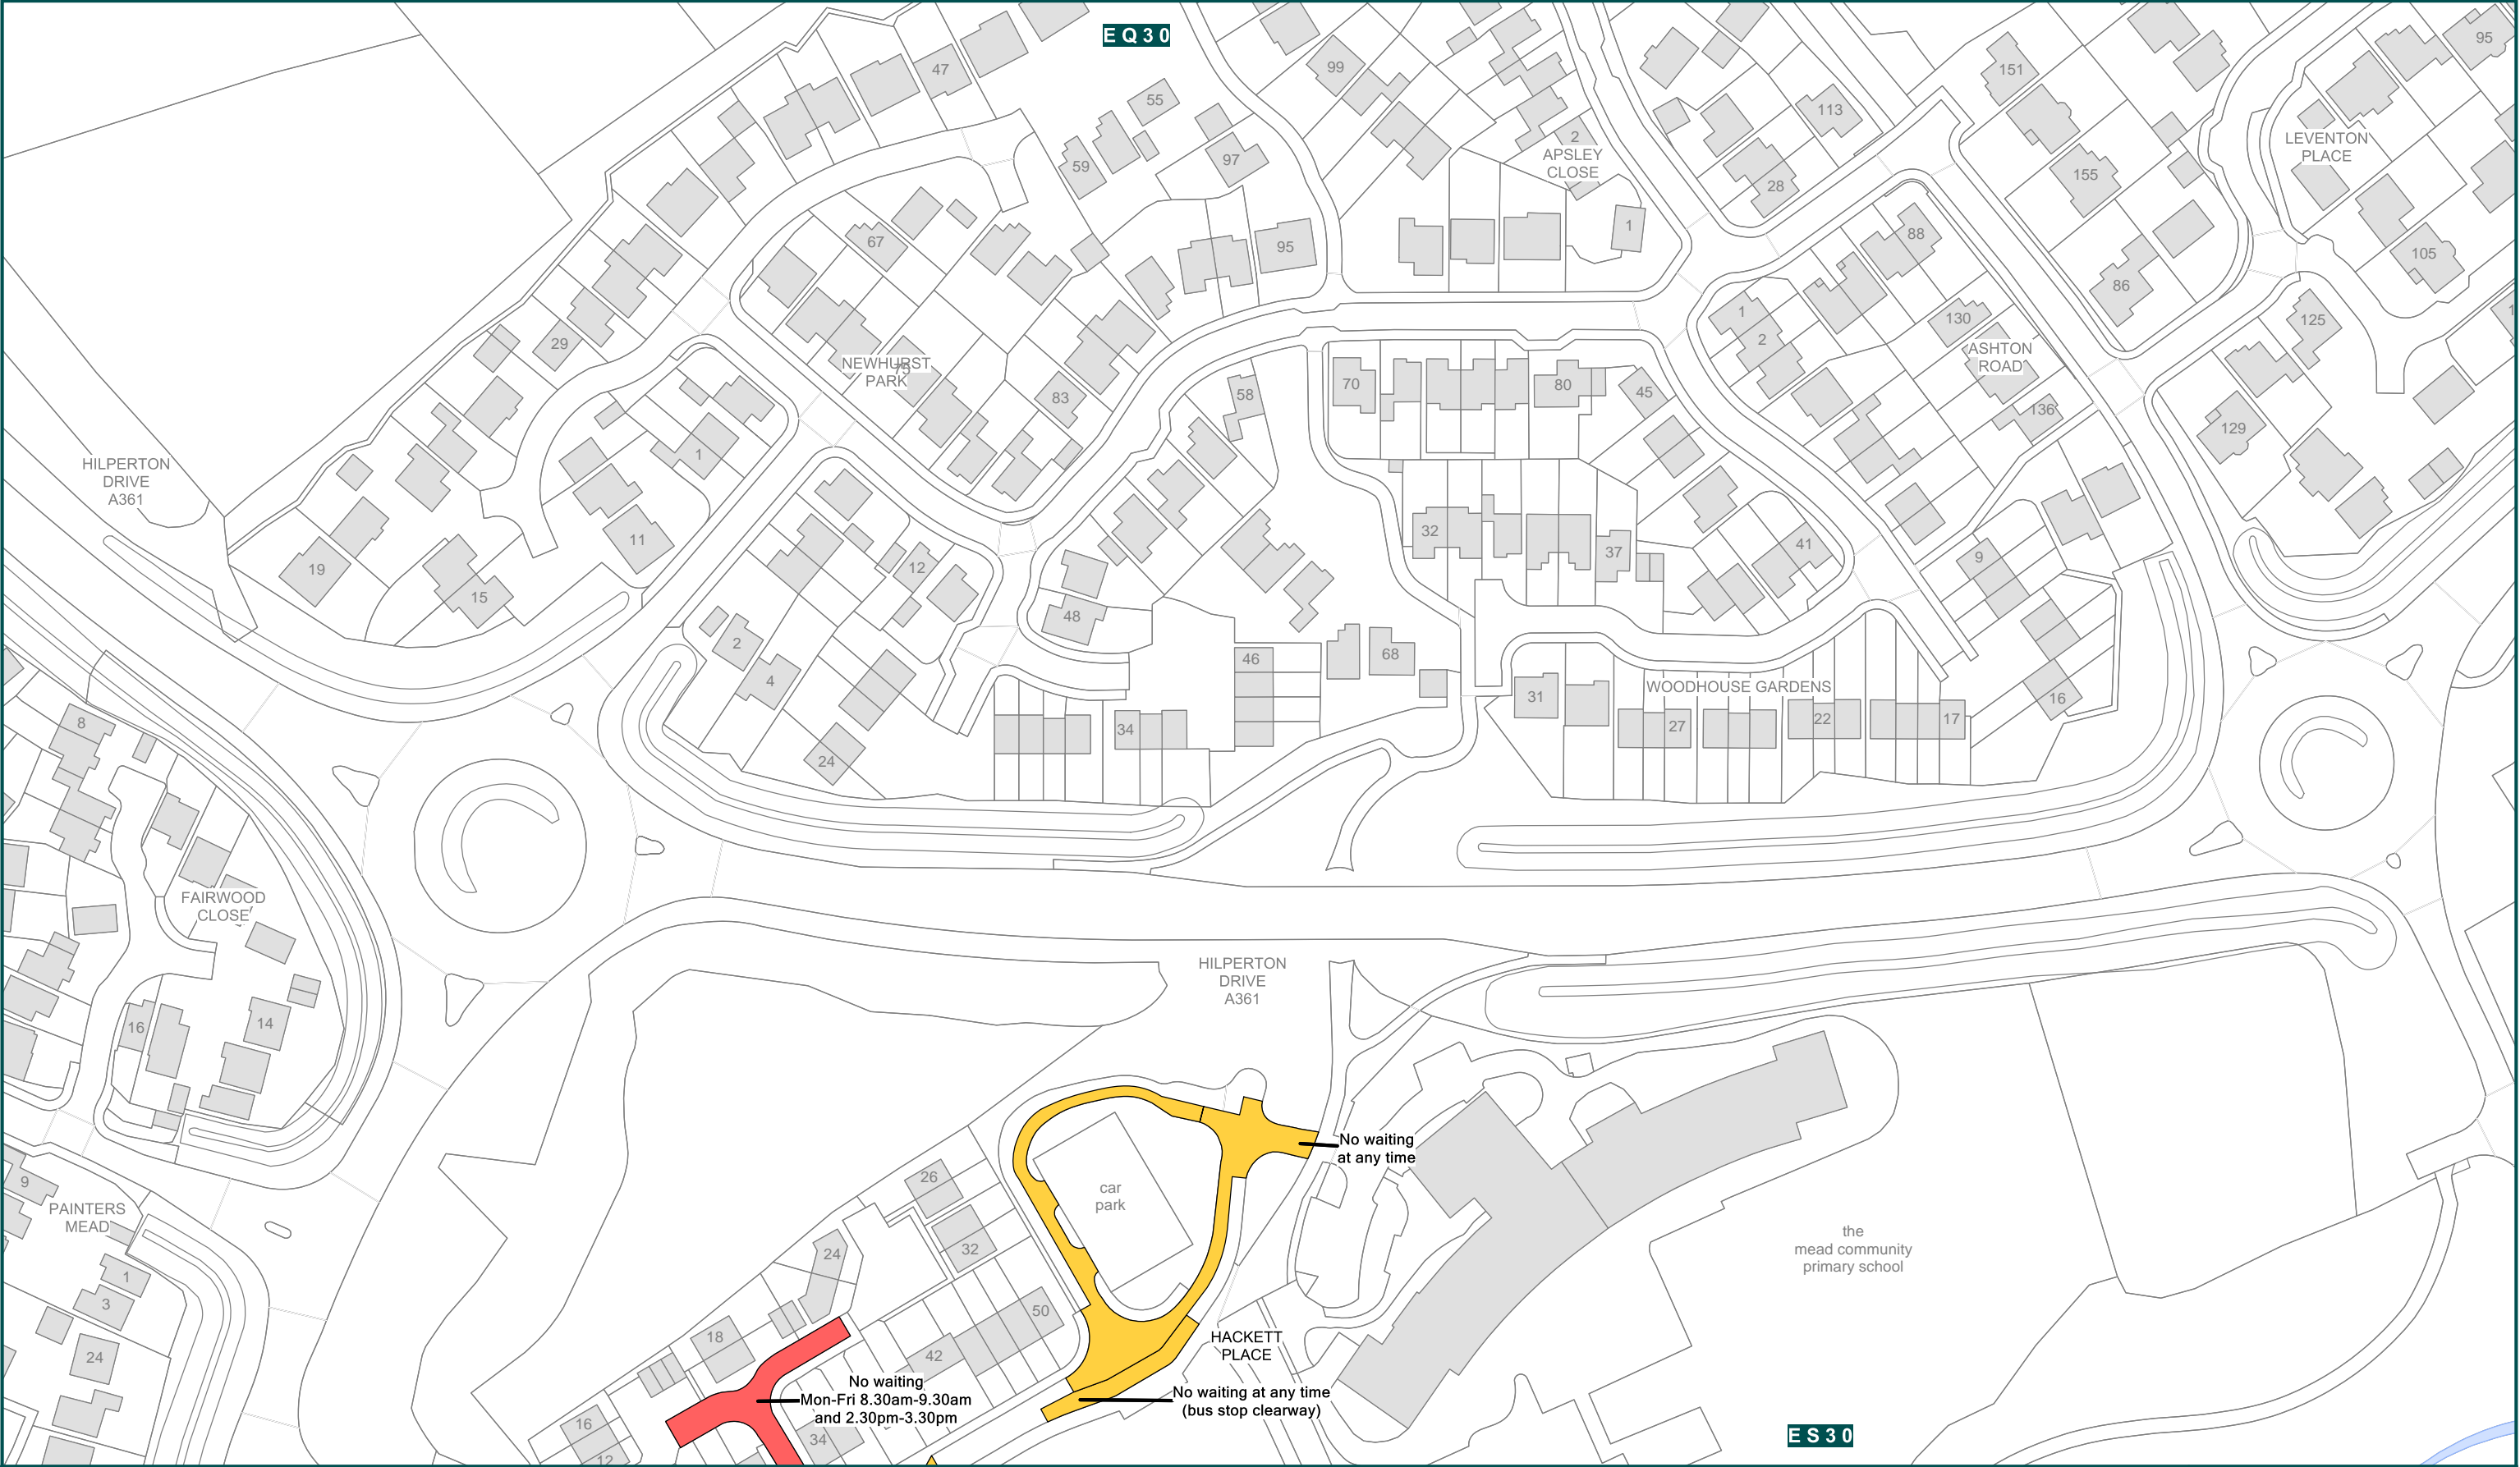 EQ30
47
99
95
151
55
113
2
59
97
LEVENTON
PLACE
APSLEY
CLOSE
155
28
1
67
88
95
105
86
1
130
125
2
29
ASHTON
ROAD
NEWHURST
PARK
75
70
80
58
45
83
136
129
1
HILPERTON
DRIVE
A361
32
11
41
37
9
12
19
15
48
2
68
46
4
WOODHOUSE GARDENS
31
16
8
34
27
22
17
24
FAIRWOOD
CLOSE
HILPERTON
DRIVE
A361
16
14
No waiting
at any time
26
9
car
park
PAINTERS
MEAD
the
mead community
primary school
24
32
1
3
50
18
HACKETT
PLACE
42
24
No waiting
Mon-Fri 8.30am-9.30am
and 2.30pm-3.30pm
No waiting at any time
(bus stop clearway)
16
34
ES30
12